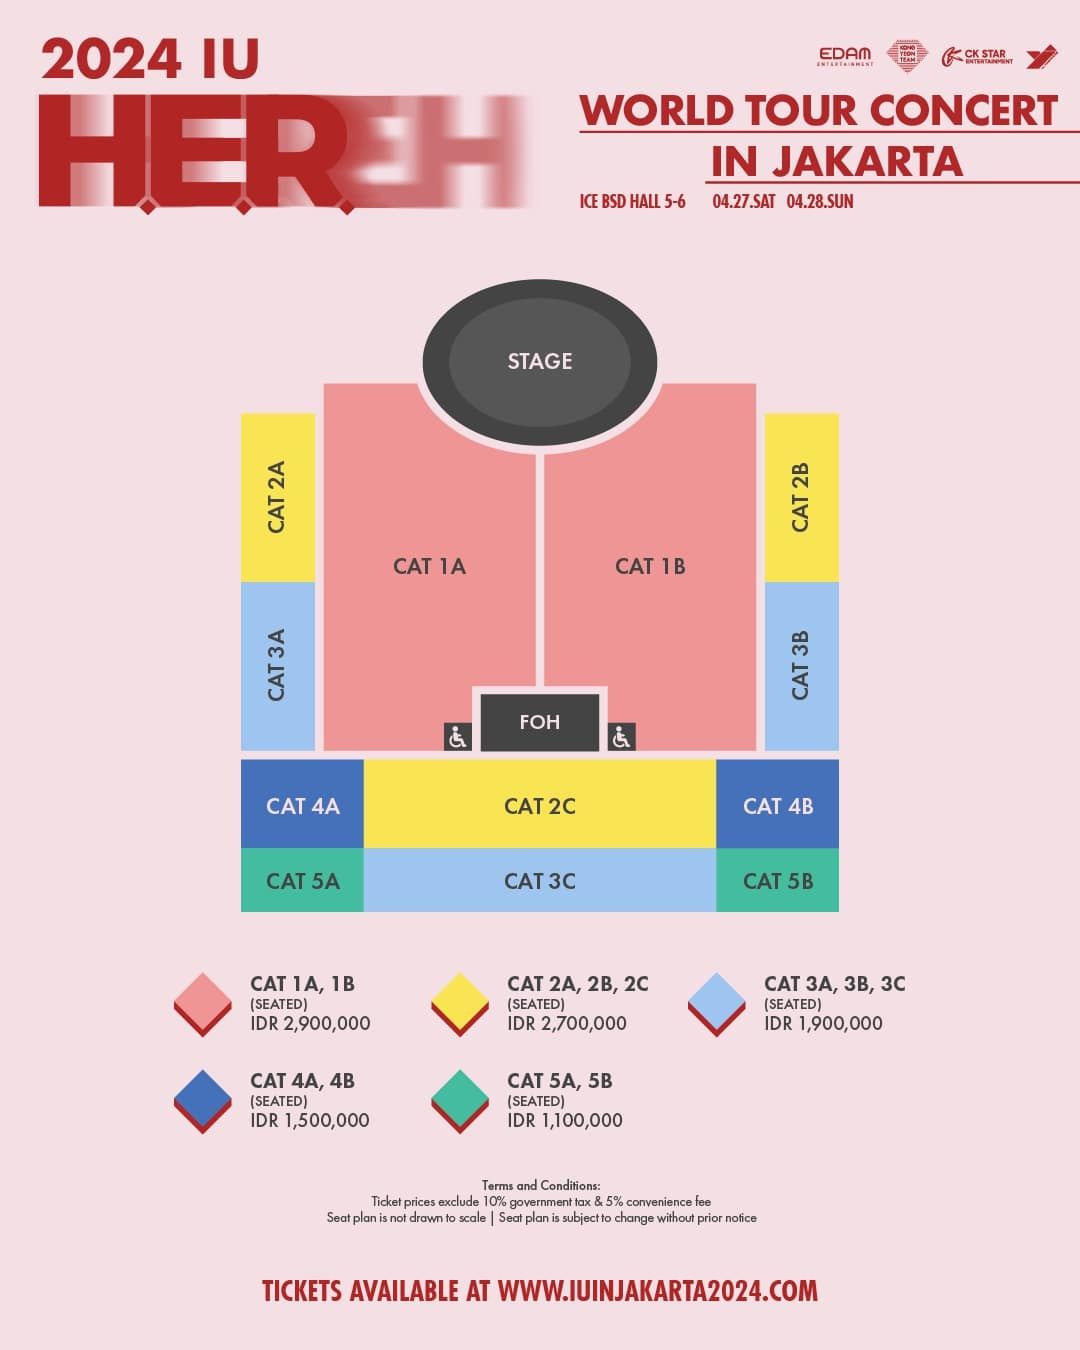 2024 IU
H.E.R.EH
EDAM
ENTERTAINMENT
KONG
YEON
TEAM
CK STAR
ENTERTAINMENT
WORLD TOUR CONCERT
IN JAKARTA
ICE BSD HALL 5-6 04.27.SAT 04.28.SUN
STAGE
CAT 2A
CAT 2B
CAT 1A
CAT 1B
CAT 3A
CAT 3B
FOH
CAT 4A
CAT 2C
CAT 4B
CAT 5A
CAT 3C
CAT 5B
CAT 1A, 1B
(SEATED)
IDR 2,900,000
CAT 2A, 2B, 2C
(SEATED)
IDR 2,700,000
CAT 3A, 3B, 3C
(SEATED)
IDR 1,900,000
CAT 4A, 4B
(SEATED)
IDR 1,500,000
CAT 5A, 5B
(SEATED)
IDR 1,100,000
Terms and Conditions:
Ticket prices exclude 10% government tax & 5% convenience fee
Seat plan is not drawn to scale | Seat plan is subject to change without prior notice
TICKETS AVAILABLE AT WWW.IUINJAKARTA2024.COM